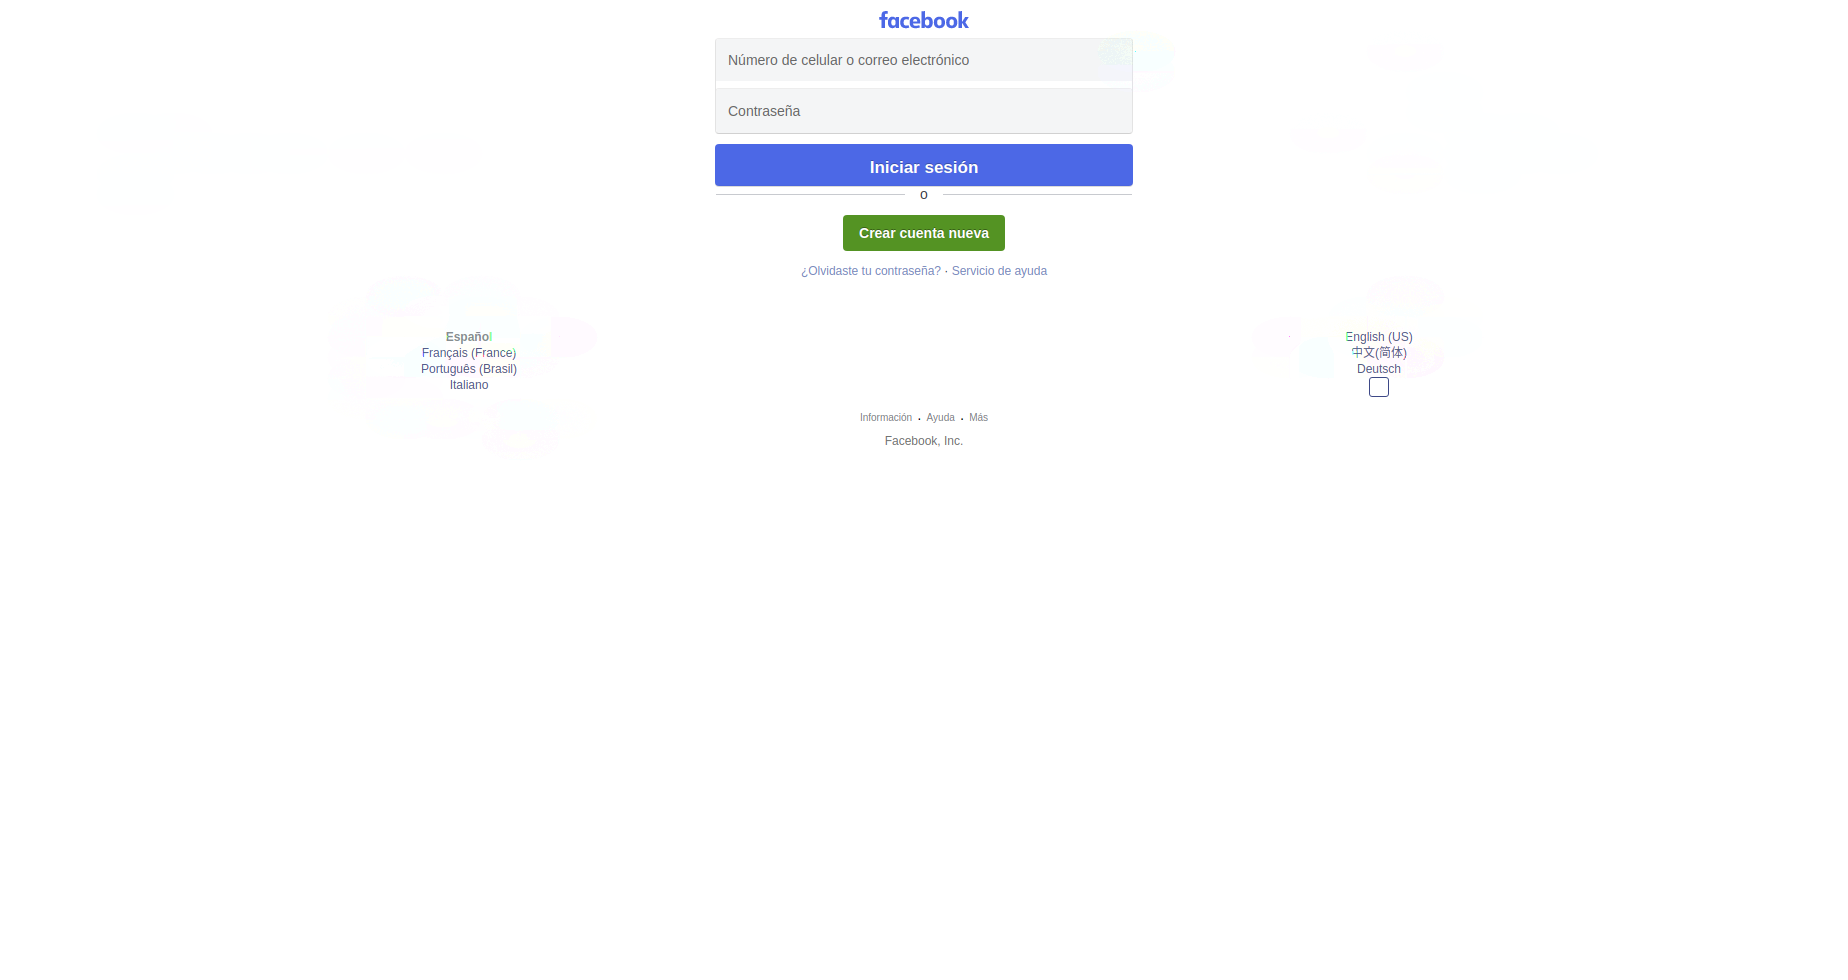 facebook
Número de celular o correo electrónico
Contraseña
Iniciar sesión
o
Crear cuenta nueva
¿Olvidaste tu contraseña? · Servicio de ayuda
Español
Français (France)
Português (Brasil)
Italiano
English (US)
中文(简体)
Deutsch
Información · Ayuda · Más
Facebook, Inc.